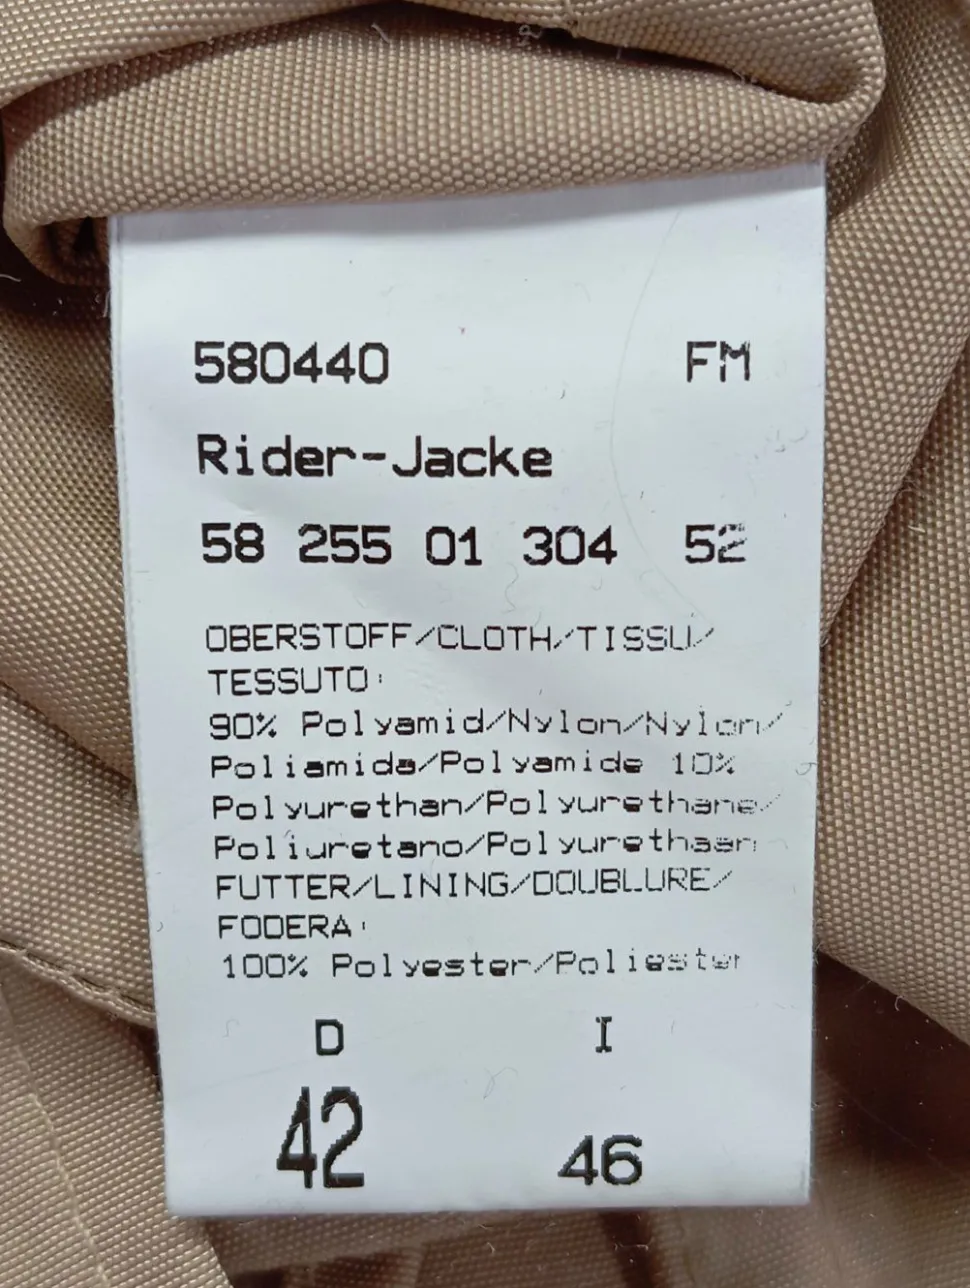 580440 FM
Rider-Jacke
58 255 01 304 52
OBERSTOFF/CLOTH/TISSU/
TESSUTO:
90% Polyamid/Nylon/Nylon/
Poliamida/Polyamide 10%
Polyurethan/Polyurethane/
Poliuretano/Polyurethaan
FUTTER/LINING/DOUBLURE/
FODERA:
100% Polyester/Poliester
D I
42 46